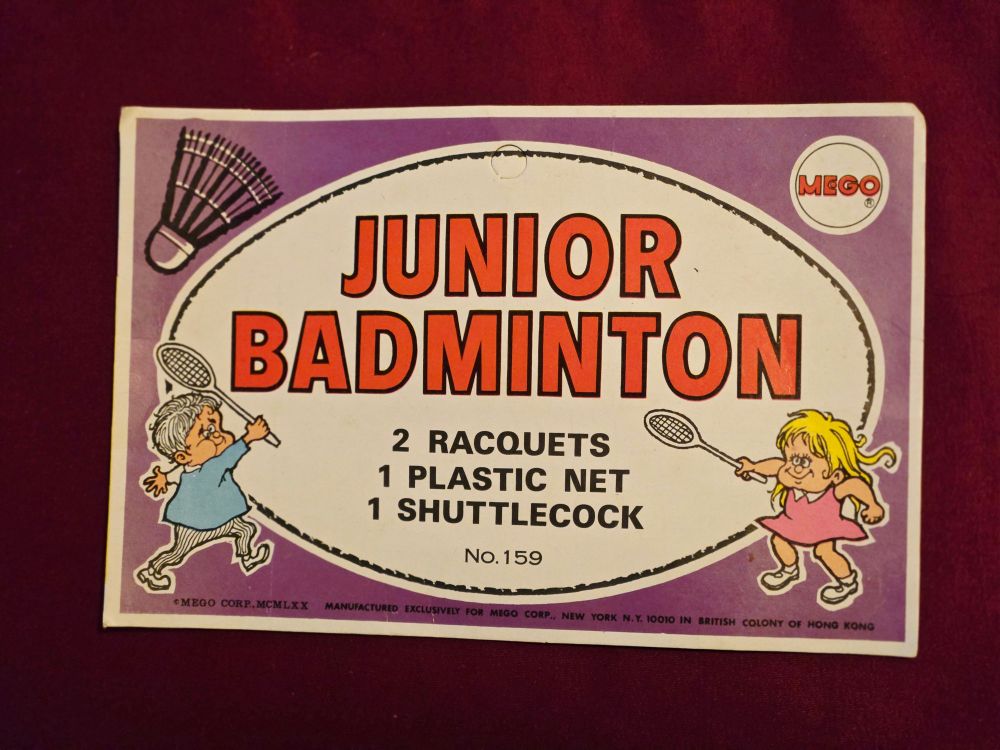 MEGO
®
JUNIOR
BADMINTON
2 RACQUETS
1 PLASTIC NET
1 SHUTTLECOCK
No.159
©MEGO CORP. MCMLXX MANUFACTURED EXCLUSIVELY FOR MEGO CORP., NEW YORK N.Y. 10010 IN BRITISH COLONY OF HONG KONG